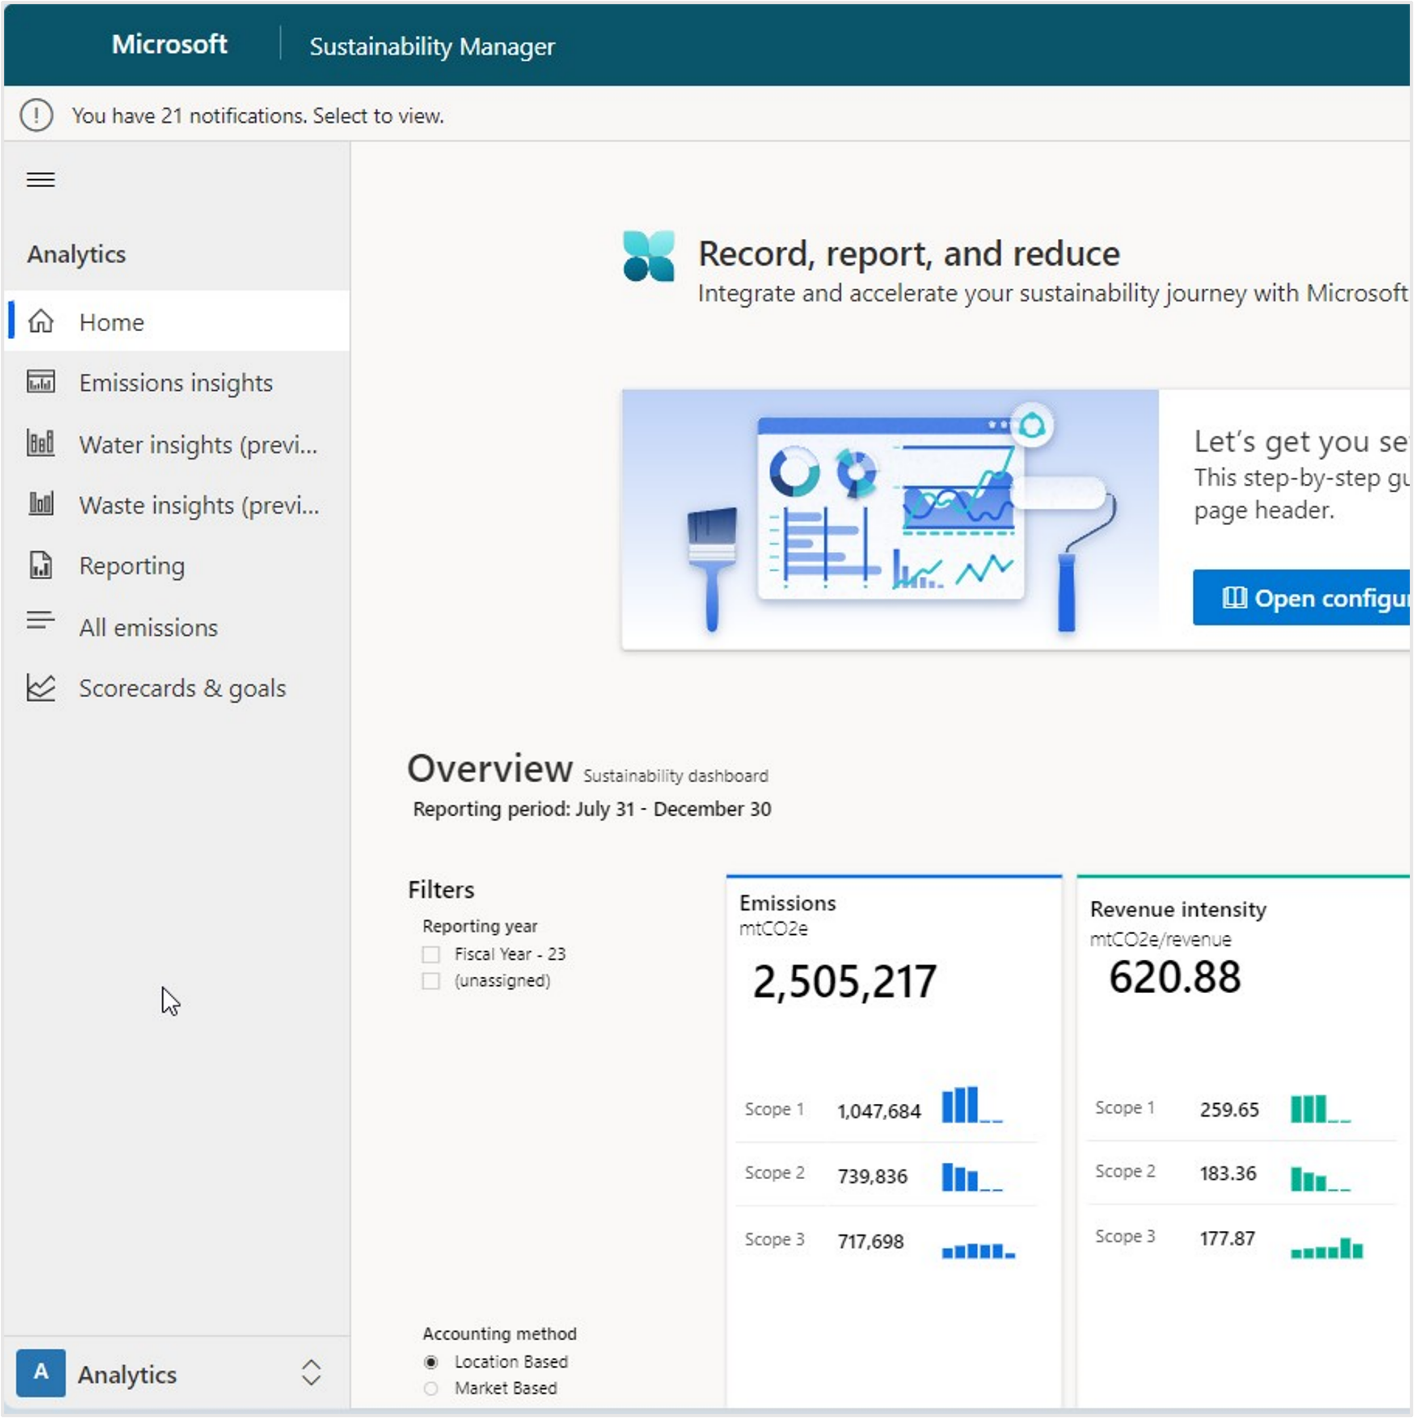 Microsoft
Sustainability Manager
You have 21 notifications. Select to view.
Analytics
Home
Emissions insights
Water insights (previ...
Waste insights (previ...
Reporting
All emissions
Scorecards & goals
A
Analytics
Record, report, and reduce
Integrate and accelerate your sustainability journey with Microsoft
Let's get you se
This step-by-step gu
page header.
Open configu
Overview Sustainability dashboard
Reporting period: July 31 - December 30
Filters
Reporting year
Fiscal Year - 23
(unassigned)
Accounting method
Location Based
Market Based
Emissions
mtCO2e
2,505,217
Scope 1 1,047,684
Scope 2 739,836
Scope 3 717,698
Revenue intensity
mtCO2e/revenue
620.88
Scope 1 259.65
Scope 2 183.36
Scope 3 177.87